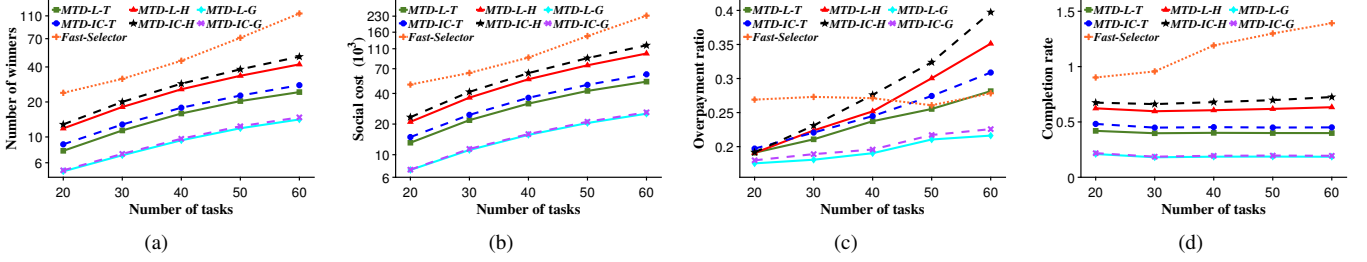 MTD-L-T MTD-L-H MTD-L-G
MTD-IC-T MTD-IC-H MTD-IC-G
Fast-Selector
110
70
40
20
10
6
Number of winners
20 30 40 50 60
Number of tasks
(a)
MTD-L-T MTD-L-H MTD-L-G
MTD-IC-T MTD-IC-H MTD-IC-G
Fast-Selector
230
160
110
70
40
20
10
6
Social cost (10^3)
20 30 40 50 60
Number of tasks
(b)
MTD-L-T MTD-L-H MTD-L-G
MTD-IC-T MTD-IC-H MTD-IC-G
Fast-Selector
0.4
0.35
0.3
0.25
0.2
Overpayment ratio
20 30 40 50 60
Number of tasks
(c)
MTD-L-T MTD-L-H MTD-L-G
MTD-IC-T MTD-IC-H MTD-IC-G
Fast-Selector
1.5
1
0.5
0
Completion rate
20 30 40 50 60
Number of tasks
(d)